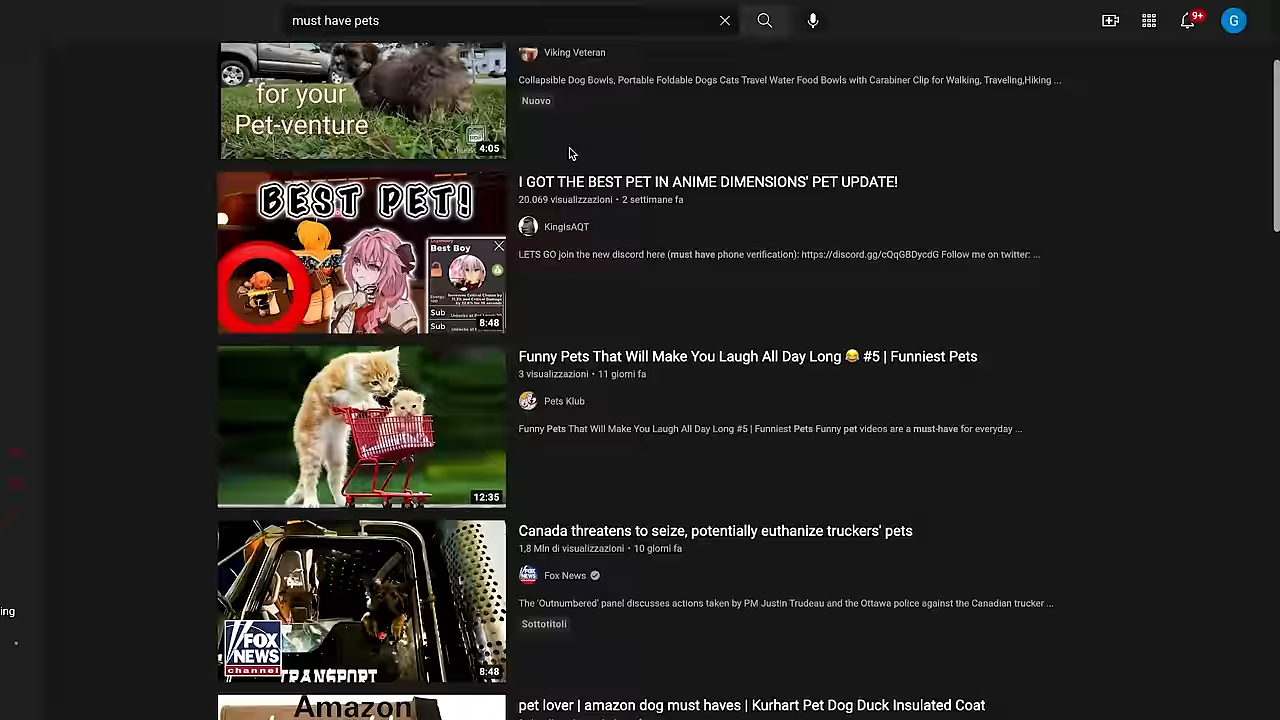 must have pets
9+
G
Viking Veteran
for your
Pet-venture
4:05
Collapsible Dog Bowls, Portable Foldable Dogs Cats Travel Water Food Bowls with Carabiner Clip for Walking, Traveling,Hiking ...
Nuovo
BEST PET!
Best Boy
Sub
Sub
8:48
I GOT THE BEST PET IN ANIME DIMENSIONS' PET UPDATE!
20.069 visualizzazioni • 2 settimane fa
KingIsAQT
LETS GO join the new discord here (must have phone verification): https://discord.gg/cQqGBDycdG Follow me on twitter: ...
12:35
Funny Pets That Will Make You Laugh All Day Long 😂 #5 | Funniest Pets
3 visualizzazioni • 11 giorni fa
Pets Klub
Funny Pets That Will Make You Laugh All Day Long #5 | Funniest Pets Funny pet videos are a must-have for everyday ...
FOX
NEWS
channel
TRANSPORT
8:48
Canada threatens to seize, potentially euthanize truckers' pets
1,8 Mln di visualizzazioni • 10 giorni fa
Fox News
The 'Outnumbered' panel discusses actions taken by PM Justin Trudeau and the Ottawa police against the Canadian trucker ...
Sottotitoli
ing
Amazon
pet lover | amazon dog must haves | Kurhart Pet Dog Duck Insulated Coat